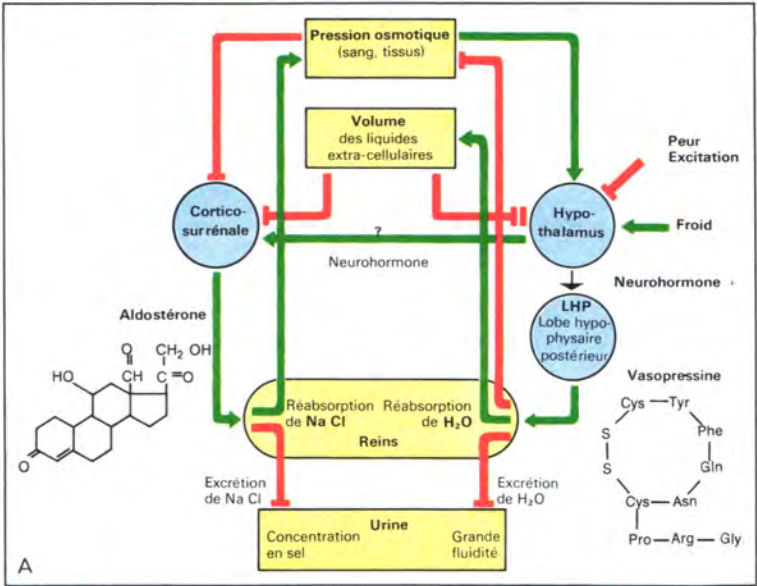 Pression osmotique
(sang, tissus)
Volume
des liquides
extra-cellulaires
Peur
Excitation
Cortico-
surrénale
Hypo-
thalamus
Froid
?
Neurohormone
Neurohormone
Aldostérone
LHP
Lobe hypo-
physaire
postérieur
Vasopressine
O
CH₂ OH
HO
CH
C=O
O
Réabsorption
de Na Cl
Réabsorption
de H₂O
Reins
Cys
Tyr
Phe
Gln
Asn
Cys
S
S
Pro
Arg
Gly
Excrétion
de Na Cl
Excrétion
de H₂O
Urine
Concentration
en sel
Grande
fluidité
A